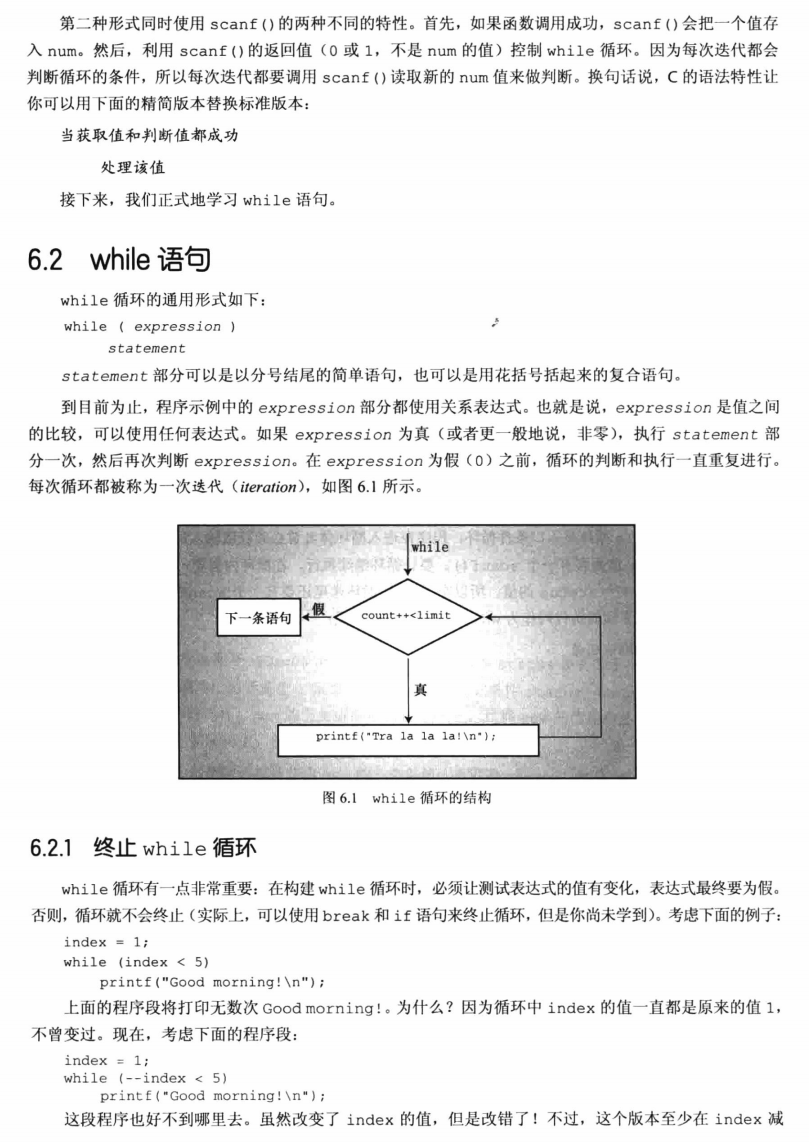 第二种形式同时使用 scanf()的两种不同的特性。首先，如果函数调用成功，scanf()会把一个值存
入 num。然后，利用 scanf()的返回值（0 或 1，不是 num 的值）控制 while 循环。因为每次迭代都会
判断循环的条件，所以每次迭代都要调用 scanf()读取新的 num 值来做判断。换句话说，C 的语法特性让
你可以用下面的精简版本替换标准版本：
当获取值和判断值都成功
处理该值
接下来，我们正式地学习 while 语句。
6.2 while 语句
while 循环的通用形式如下：
while ( expression )
statement
statement 部分可以是以分号结尾的简单语句，也可以是用花括号括起来的复合语句。
到目前为止，程序示例中的 expression 部分都使用关系表达式。也就是说，expression 是值之间
的比较，可以使用任何表达式。如果 expression 为真（或者更一般地说，非零），执行 statement 部
分一次，然后再次判断 expression。在 expression 为假（0）之前，循环的判断和执行一直重复进行。
每次循环都被称为一次迭代（iteration），如图 6.1 所示。
while
下一条语句
假
count++<limit
真
printf("Tra la la la!\n");
图 6.1 while 循环的结构
6.2.1 终止 while 循环
while 循环有一点非常重要：在构建 while 循环时，必须让测试表达式的值有变化，表达式最终要为假。
否则，循环就不会终止（实际上，可以使用 break 和 if 语句来终止循环，但是你尚未学到）。考虑下面的例子：
index = 1;
while (index < 5)
printf("Good morning!\n");
上面的程序段将打印无数次 Good morning!。为什么？因为循环中 index 的值一直都是原来的值 1，
不曾变过。现在，考虑下面的程序段：
index = 1;
while (--index < 5)
printf("Good morning!\n");
这段程序也好不到哪里去。虽然改变了 index 的值，但是改错了！不过，这个版本至少在 index 减